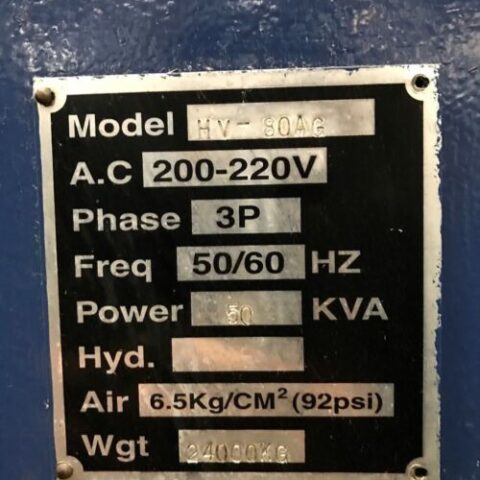 Model HV-80AG
A.C 200-220V
Phase 3P
Freq 50/60 HZ
Power 50 KVA
Hyd.
Air 6.5Kg/CM² (92psi)
Wgt 24000KG